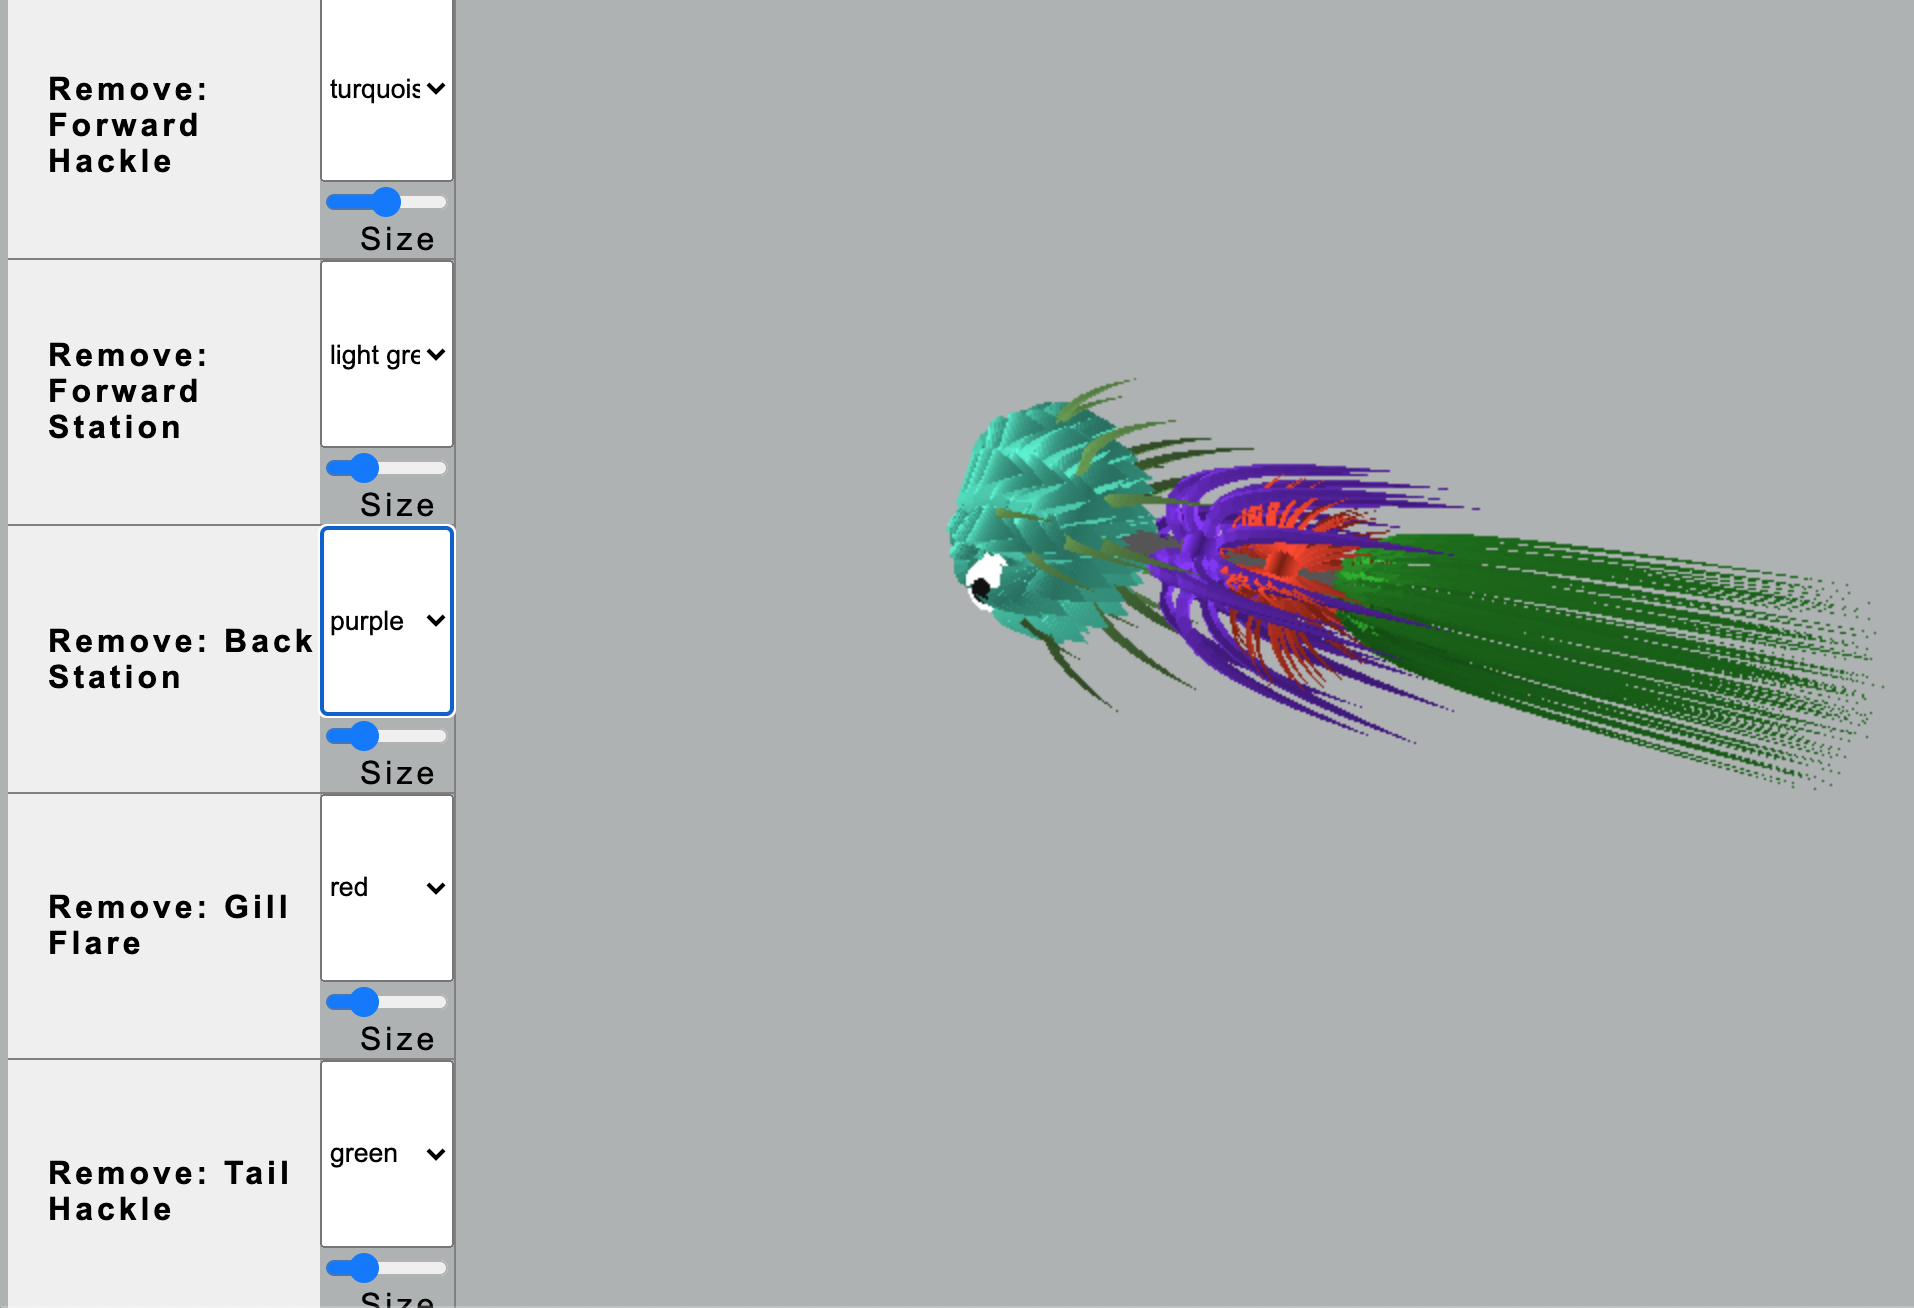 Remove:
Forward
Hackle
turquois
Size
Remove:
Forward
Station
light gre
Size
Remove: Back
Station
purple
Size
Remove: Gill
Flare
red
Size
Remove: Tail
Hackle
green
Size